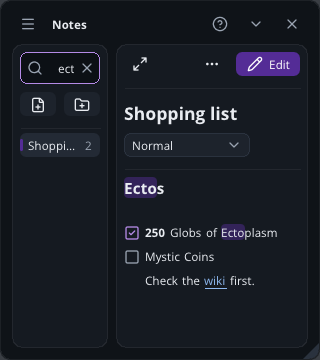 Notes
ect
Edit
Shoppi... 2
Shopping list
Normal
Ectos
250 Globs of Ectoplasm
Mystic Coins
Check the wiki first.